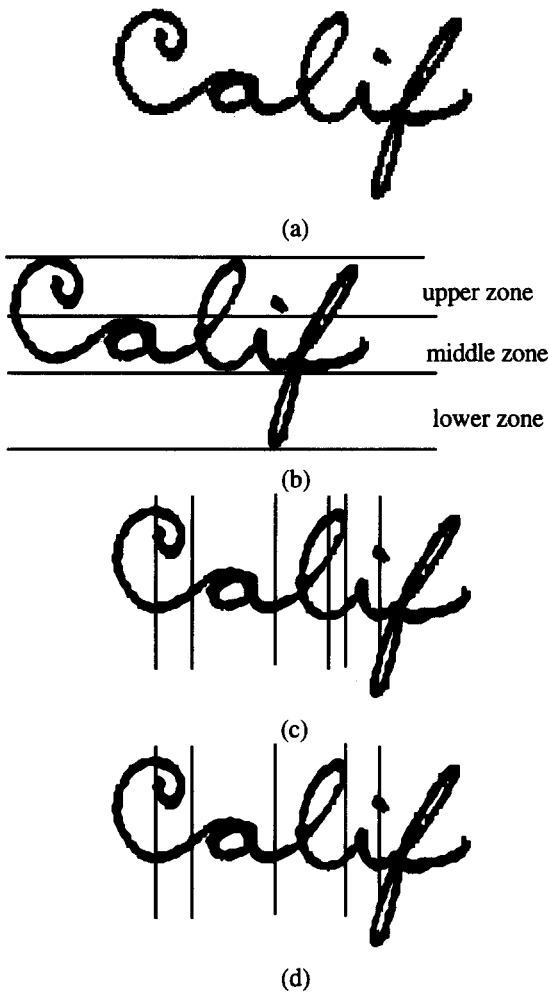 Calif
(a)
Calif
upper zone
middle zone
lower zone
(b)
Calif
(c)
Calif
(d)